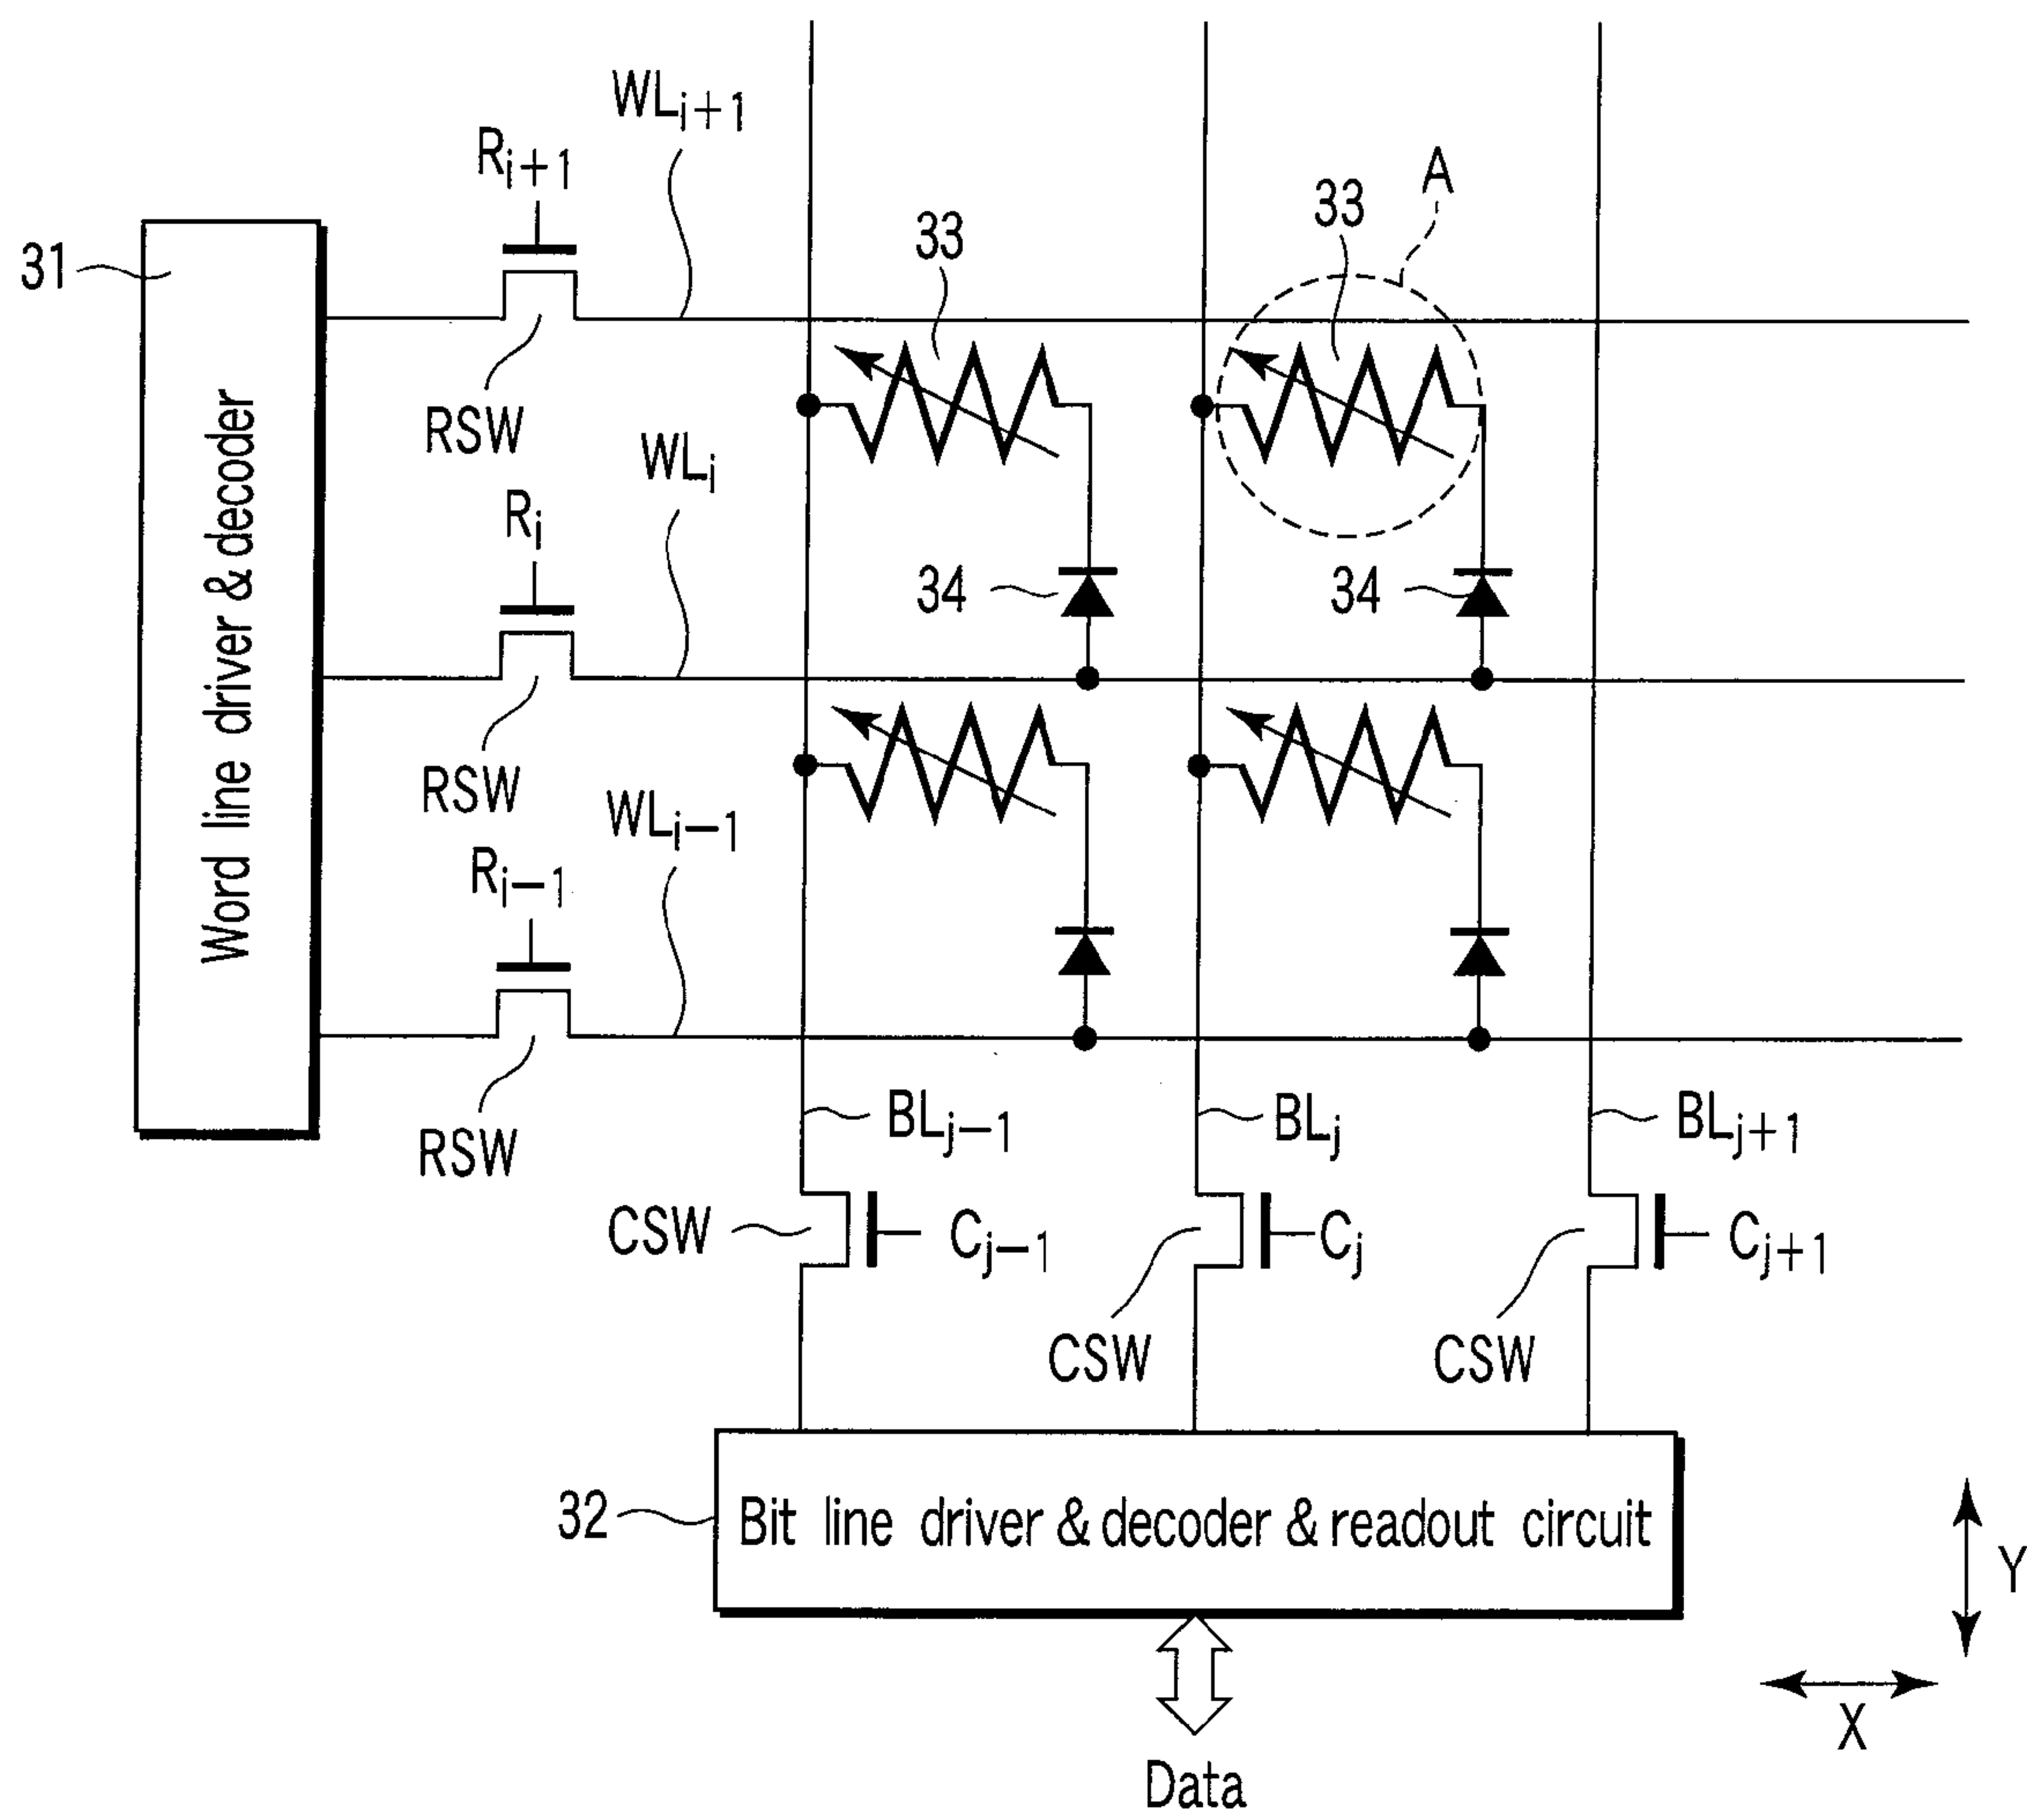 WLi+1
Ri+1
A
33
33
31
RSW
WLi
Ri
34
34
Word line driver & decoder
RSW
WLi−1
Ri−1
RSW
BLj−1
BLj
BLj+1
CSW
Cj−1
Cj
Cj+1
CSW
CSW
32
Bit line driver & decoder & readout circuit
Y
X
Data